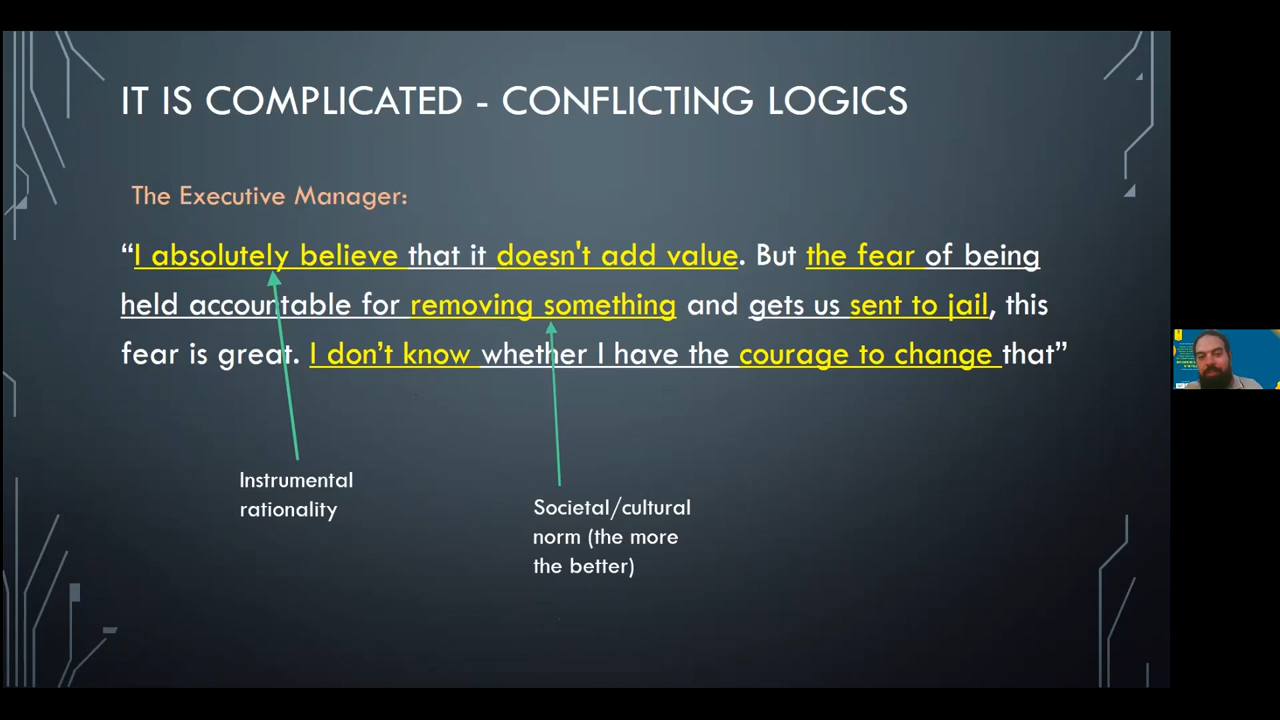 IT IS COMPLICATED - CONFLICTING LOGICS
The Executive Manager:
“I absolutely believe that it doesn't add value. But the fear of being
held accountable for removing something and gets us sent to jail, this
fear is great. I don’t know whether I have the courage to change that”
Instrumental
rationality
Societal/cultural
norm (the more
the better)